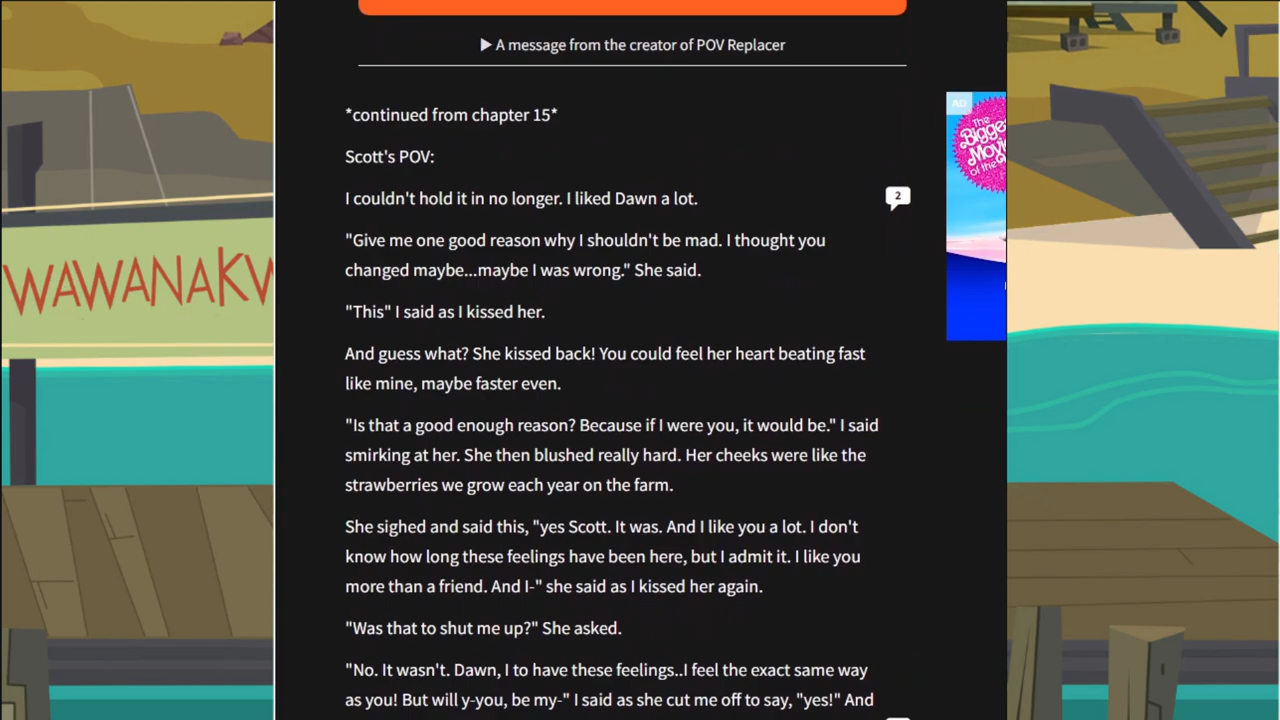 ▶ A message from the creator of POV Replacer
*continued from chapter 15*
Scott's POV:
I couldn't hold it in no longer. I liked Dawn a lot.
2
"Give me one good reason why I shouldn't be mad. I thought you
changed maybe...maybe I was wrong." She said.
"This" I said as I kissed her.
And guess what? She kissed back! You could feel her heart beating fast
like mine, maybe faster even.
"Is that a good enough reason? Because if I were you, it would be." I said
smirking at her. She then blushed really hard. Her cheeks were like the
strawberries we grow each year on the farm.
She sighed and said this, "yes Scott. It was. And I like you a lot. I don't
know how long these feelings have been here, but I admit it. I like you
more than a friend. And I-" she said as I kissed her again.
"Was that to shut me up?" She asked.
"No. It wasn't. Dawn, I to have these feelings..I feel the exact same way
as you! But will y-you, be my-" I said as she cut me off to say, "yes!" And
WAWANAKW
AD
The
Bigge
Movi
of the